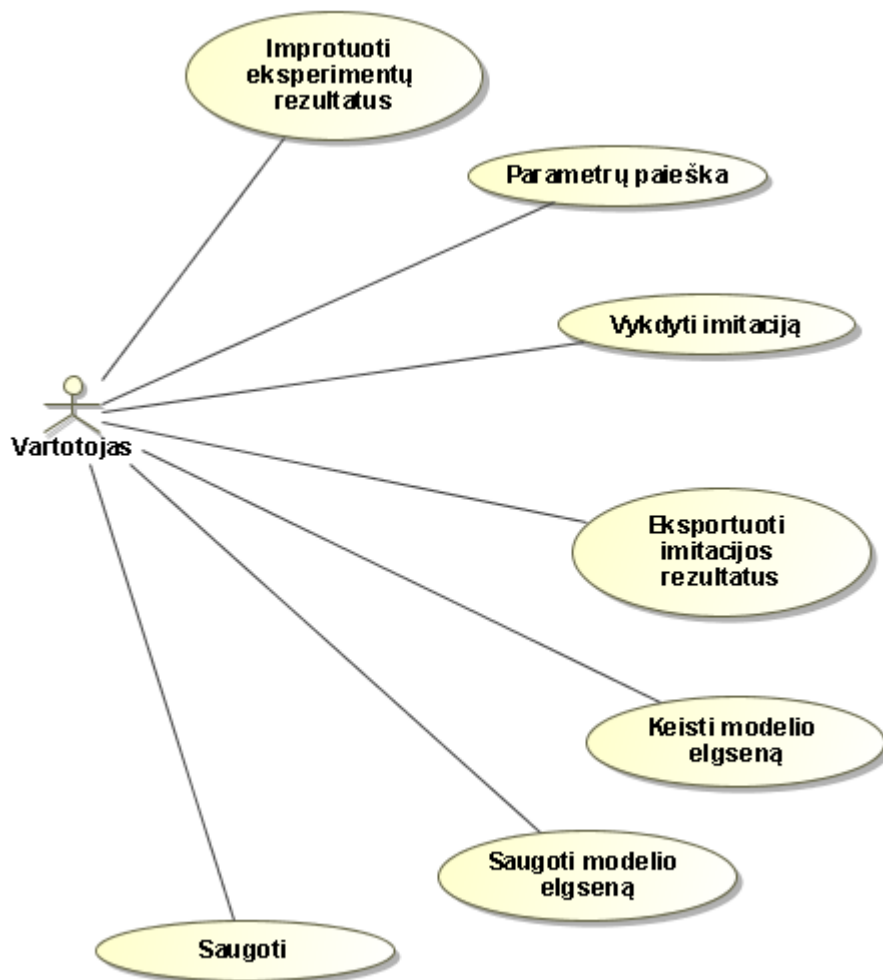 Improtuoti
eksperimentų
rezultatus
Parametrų paieška
Vykdyti imitaciją
Vartotojas
Eksportuoti
imitacijos
rezultatus
Keisti modelio
elgseną
Saugoti modelio
elgseną
Saugoti